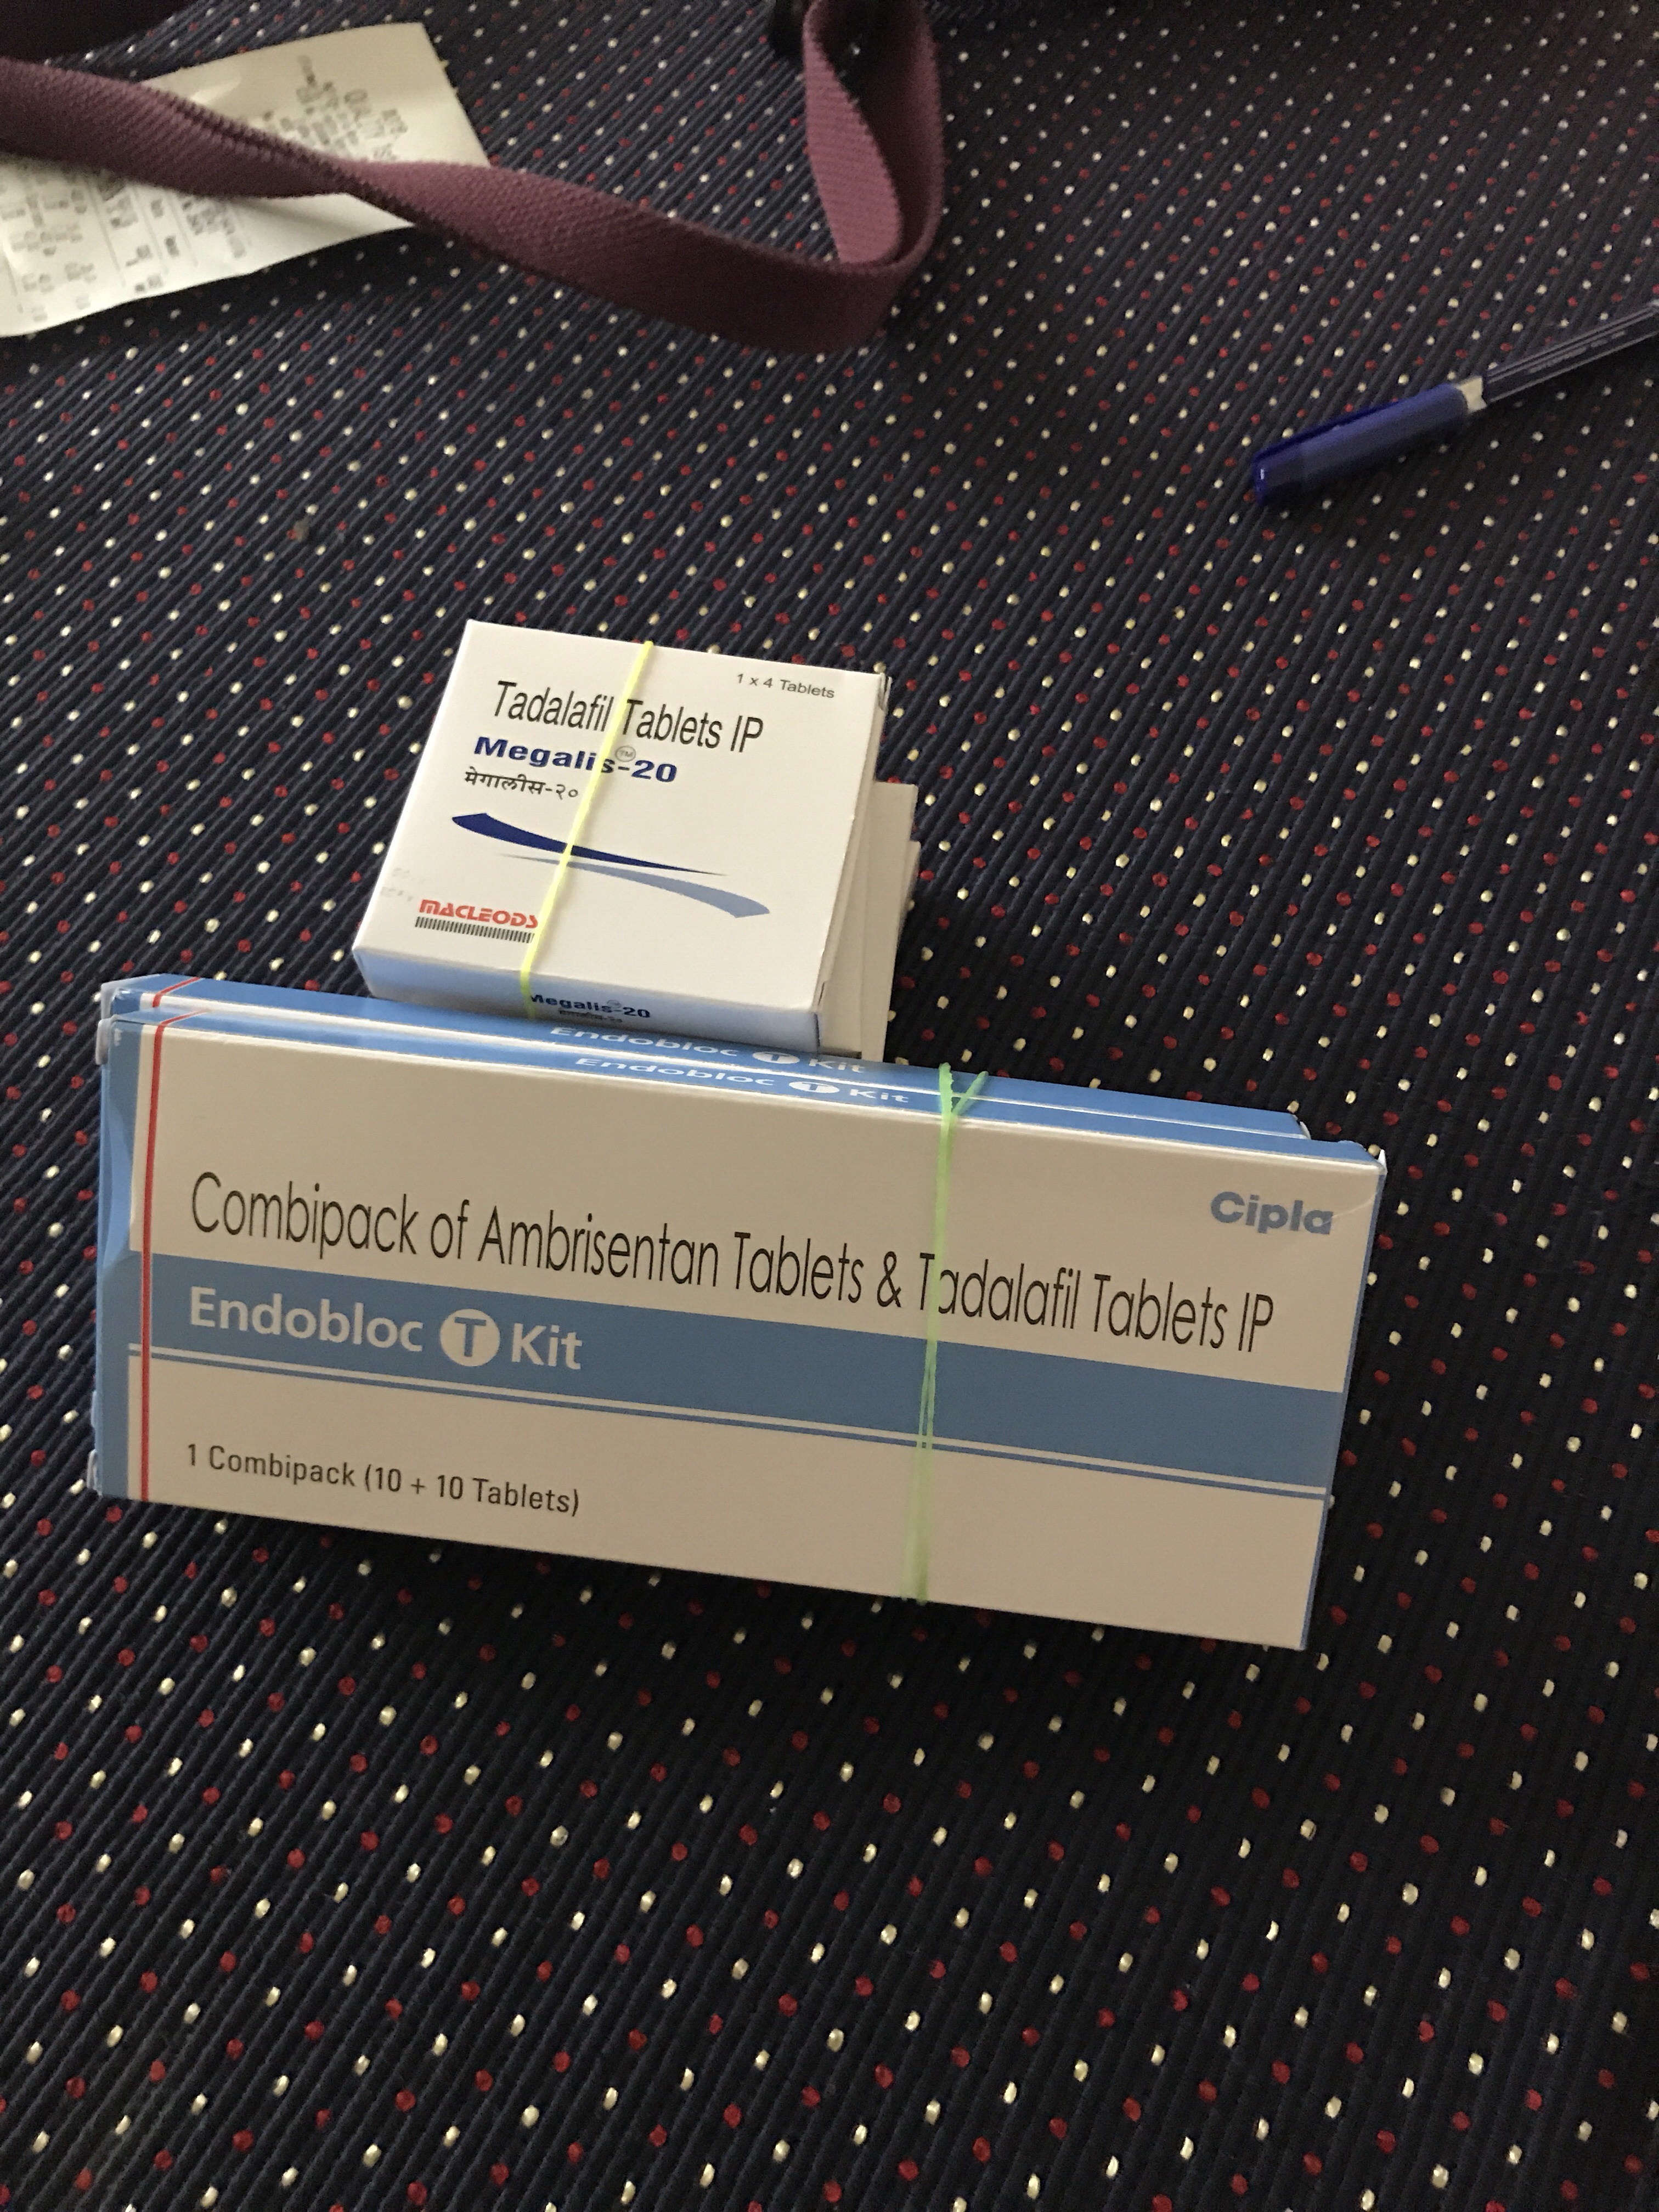 1 x 4 Tablets
Tadalafil Tablets IP
Megalis™-20
मेगालीस-२०
MACLEODS
Megalis-20
Endobloc T Kit
Endobloc T Kit
Cipla
Combipack of Ambrisentan Tablets & Tadalafil Tablets IP
Endobloc T Kit
1 Combipack (10 + 10 Tablets)